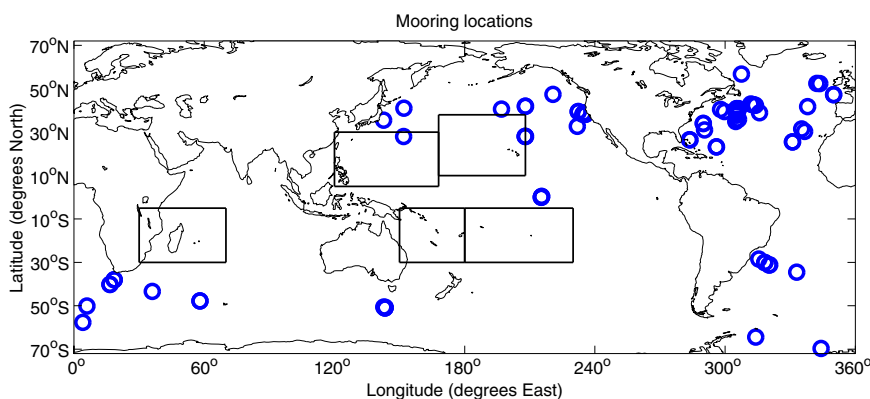 Mooring locations
70°N
50°N
30°N
10°N
10°S
30°S
50°S
70°S
Latitude (degrees North)
0°
60°
120°
180°
240°
300°
360°
Longitude (degrees East)